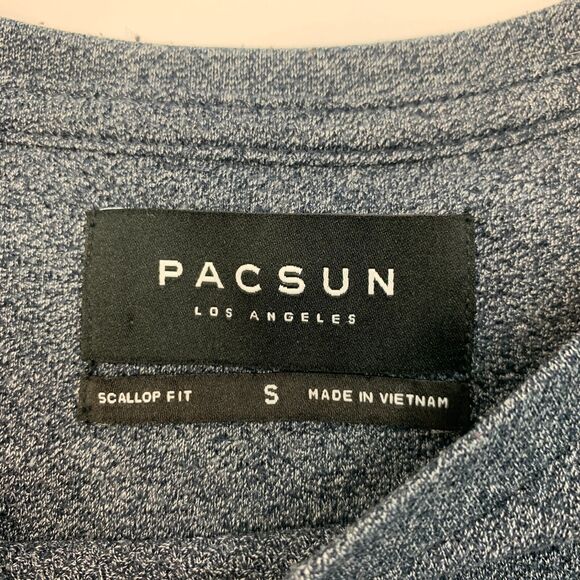 PACSUN
LOS ANGELES
SCALLOP FIT S MADE IN VIETNAM